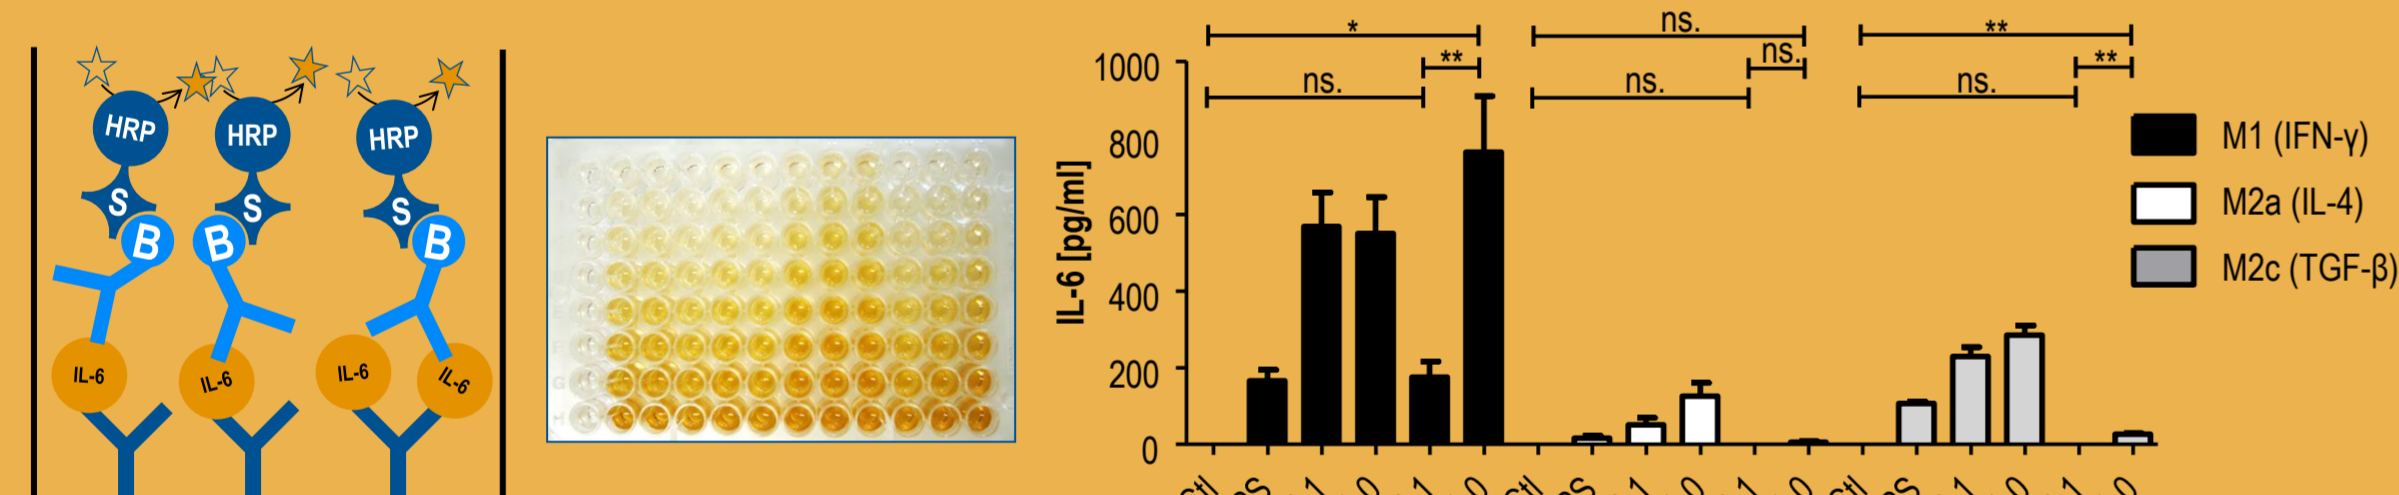 HRP
HRP
HRP
S
S
S
B
B
B
IL-6
IL-6
IL-6
IL-6
IL-6 [pg/ml]
1000
800
600
400
200
0
*
**
ns.
ns.
ns.
ns.
**
**
ns.
M1 (IFN-γ)
M2a (IL-4)
M2c (TGF-β)